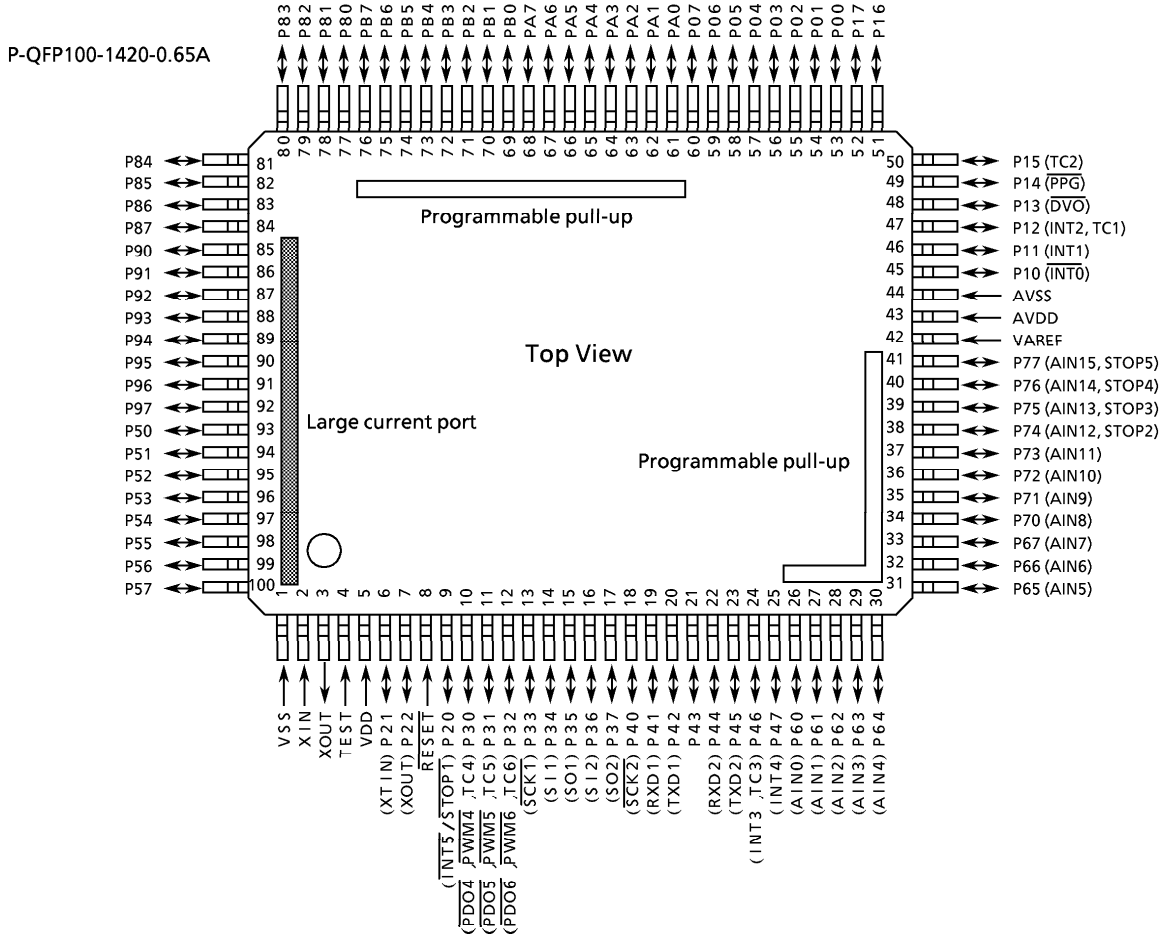 P-QFP100-1420-0.65A
P83
P82
P81
P80
PB7
PB6
PB5
PB4
PB3
PB2
PB1
PB0
PA7
PA6
PA5
PA4
PA3
PA2
PA1
PA0
P07
P06
P05
P04
P03
P02
P01
P00
P17
P16
80
79
78
77
76
75
74
73
72
71
70
69
68
67
66
65
64
63
62
61
60
59
58
57
56
55
54
53
52
51
P84 81
P85 82
P86 83
P87 84
P90 85
P91 86
P92 87
P93 88
P94 89
P95 90
P96 91
P97 92
P50 93
P51 94
P52 95
P53 96
P54 97
P55 98
P56 99
P57 100
Programmable pull-up
Top View
Large current port
Programmable pull-up
50 P15 (TC2)
49 P14 (PPG)
48 P13 (DVO)
47 P12 (INT2, TC1)
46 P11 (INT1)
45 P10 (INT0)
44 AVSS
43 AVDD
42 VAREF
41 P77 (AIN15, STOP5)
40 P76 (AIN14, STOP4)
39 P75 (AIN13, STOP3)
38 P74 (AIN12, STOP2)
37 P73 (AIN11)
36 P72 (AIN10)
35 P71 (AIN9)
34 P70 (AIN8)
33 P67 (AIN7)
32 P66 (AIN6)
31 P65 (AIN5)
1
2
3
4
5
6
7
8
9
10
11
12
13
14
15
16
17
18
19
20
21
22
23
24
25
26
27
28
29
30
VSS
XIN
XOUT
TEST
VDD
(XTIN) P21
(XOUT) P22
RESET
(INT5/STOP1) P20
(PDO4, PWM4, TC4) P30
(PDO5, PWM5, TC5) P31
(PDO6, PWM6, TC6) P32
(SCK1) P33
(SI1) P34
(SO1) P35
(SI2) P36
(SO2) P37
(SCK2) P40
(RXD1) P41
(TXD1) P42
P43
(RXD2) P44
(TXD2) P45
(INT3, TC3) P46
(INT4) P47
(AIN0) P60
(AIN1) P61
(AIN2) P62
(AIN3) P63
(AIN4) P64